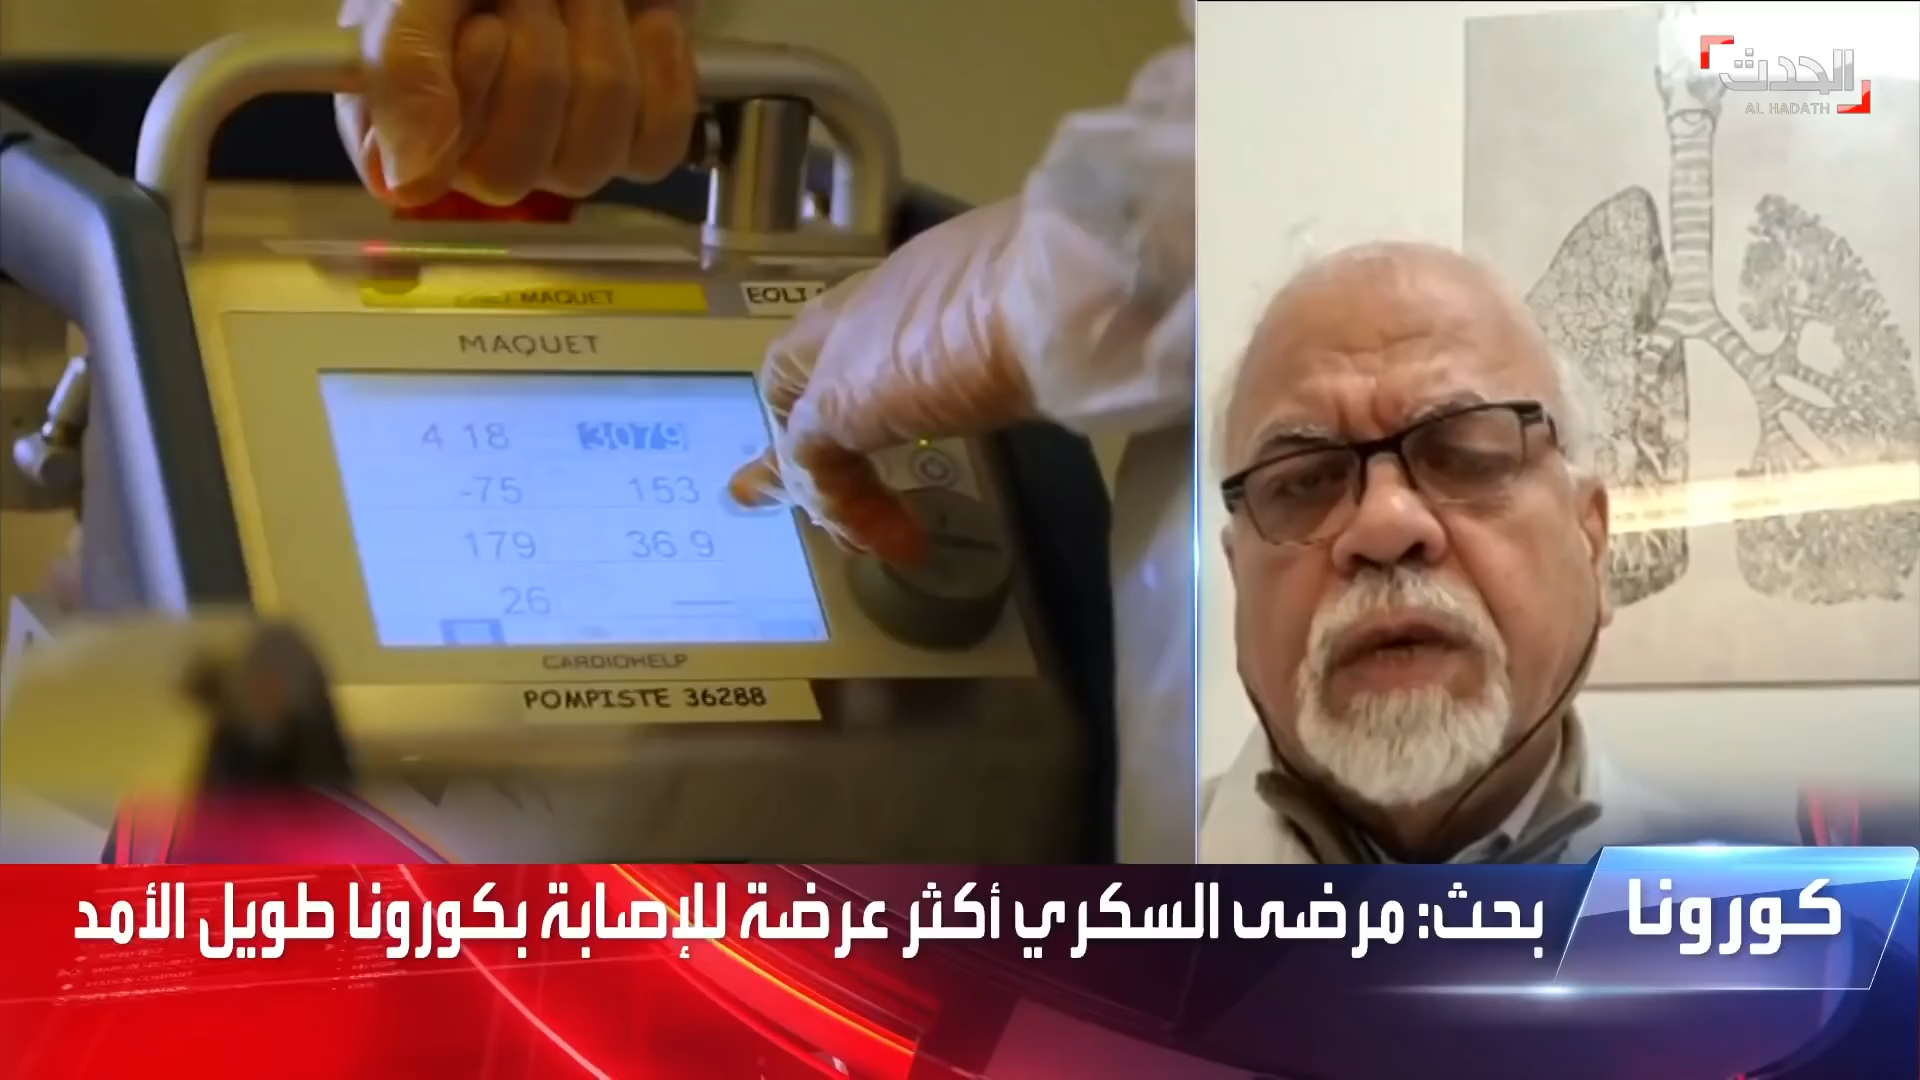 الحدث
AL HADATH
MAQUET
EOLI
MAQUET
4 18 3079
-75 153
179 36 9
26
CARDIOHELP
POMPISTE 36288
كورونا
بحث: مرضى السكري أكثر عرضة للإصابة بكورونا طويل الأمد